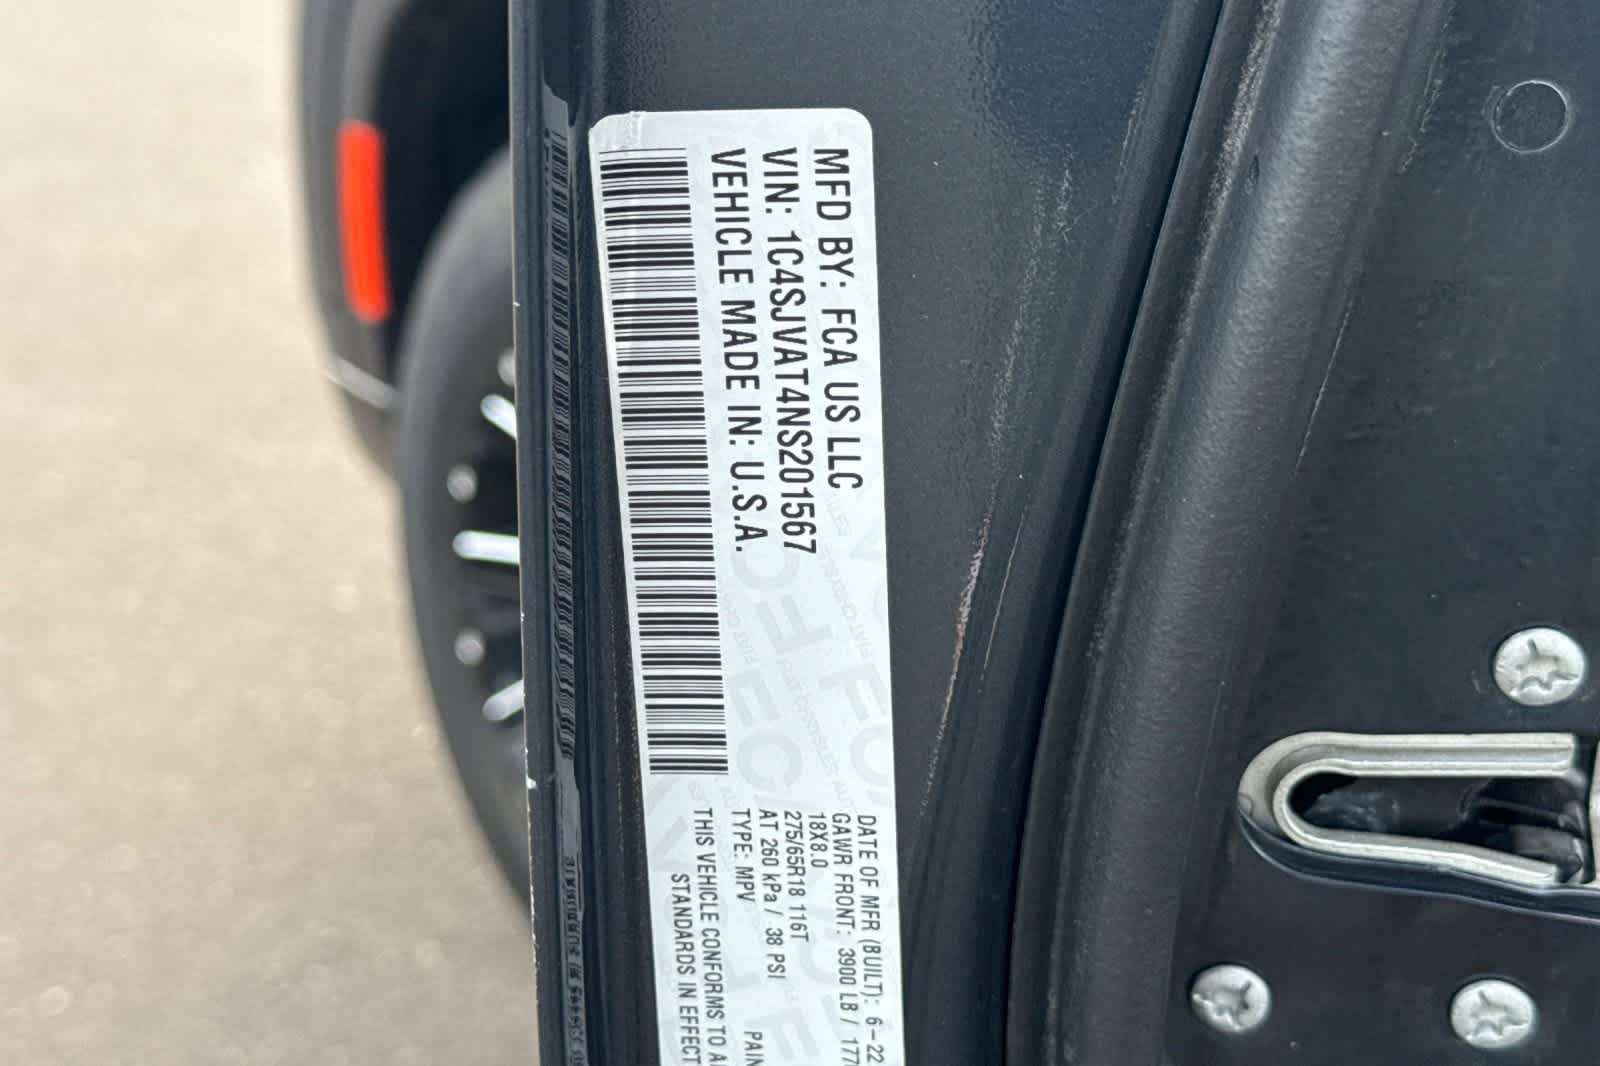 MFD BY: FCA US LLC
VIN: 1C4SJVAT4NS201567
VEHICLE MADE IN: U.S.A.
DATE OF MFR (BUILT): 6-22
GAWR FRONT: 3900 LB / 177
18X8.0
275/65R18 116T
AT 260 kPa / 38 PSI
TYPE: MPV
PAIN
THIS VEHICLE CONFORMS TO A
STANDARDS IN EFFECT